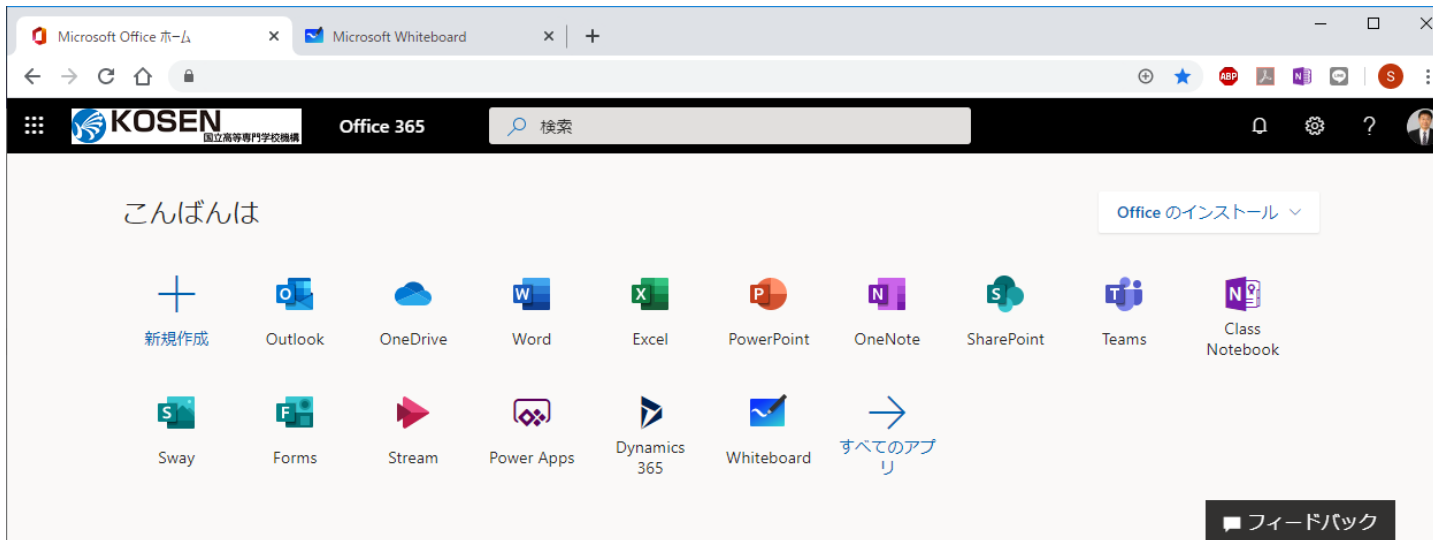 Microsoft Office ホーム
Microsoft Whiteboard
ABP
N
S
KOSEN
国立高等専門学校機構
Office 365
検索
?
こんばんは
Office のインストール
新規作成
Outlook
OneDrive
Word
Excel
PowerPoint
OneNote
SharePoint
Teams
Class
Notebook
Sway
Forms
Stream
Power Apps
Dynamics
365
Whiteboard
すべてのアプ
リ
フィードバック